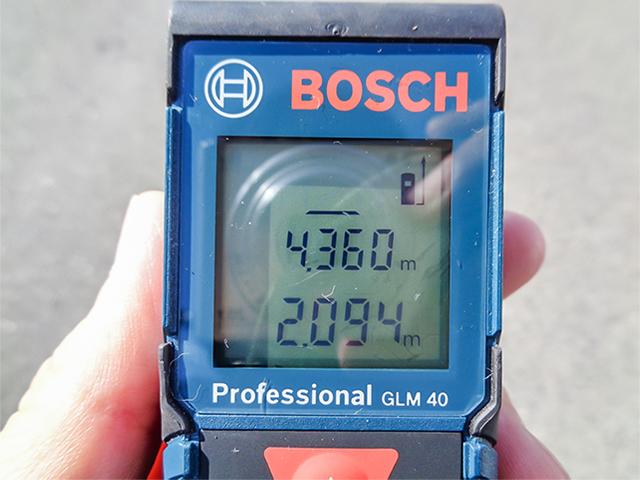 BOSCH
4.360 m
2.094 m
Professional GLM 40